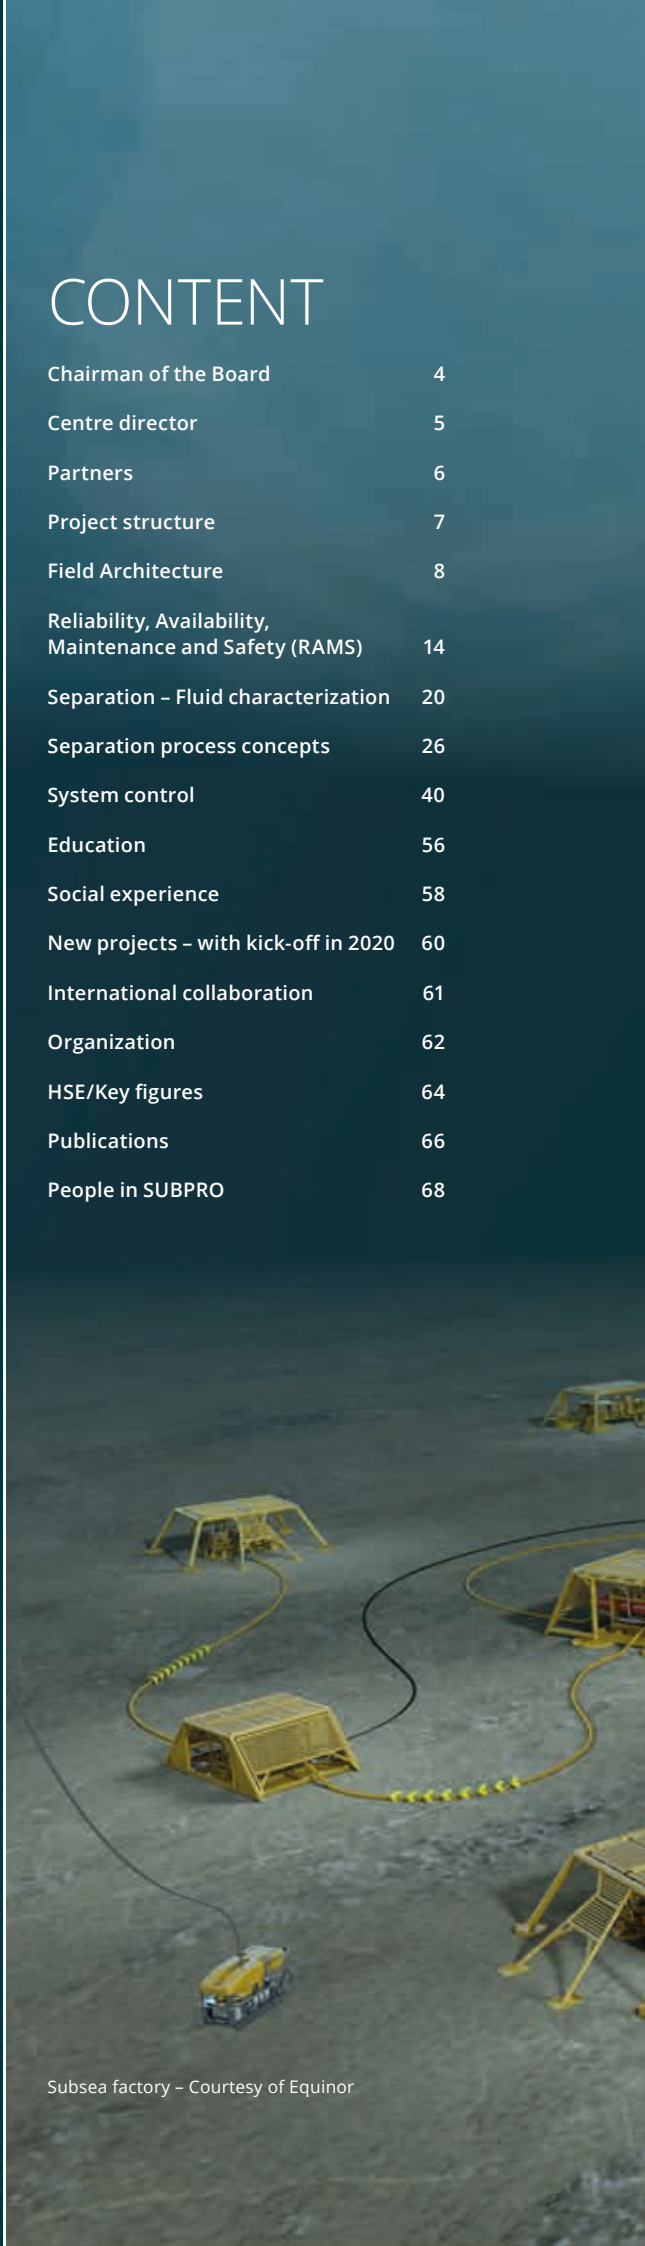 CONTENT
Chairman of the Board 4
Centre director 5
Partners 6
Project structure 7
Field Architecture 8
Reliability, Availability,
Maintenance and Safety (RAMS) 14
Separation – Fluid characterization 20
Separation process concepts 26
System control 40
Education 56
Social experience 58
New projects – with kick-off in 2020 60
International collaboration 61
Organization 62
HSE/Key figures 64
Publications 66
People in SUBPRO 68
Subsea factory – Courtesy of Equinor